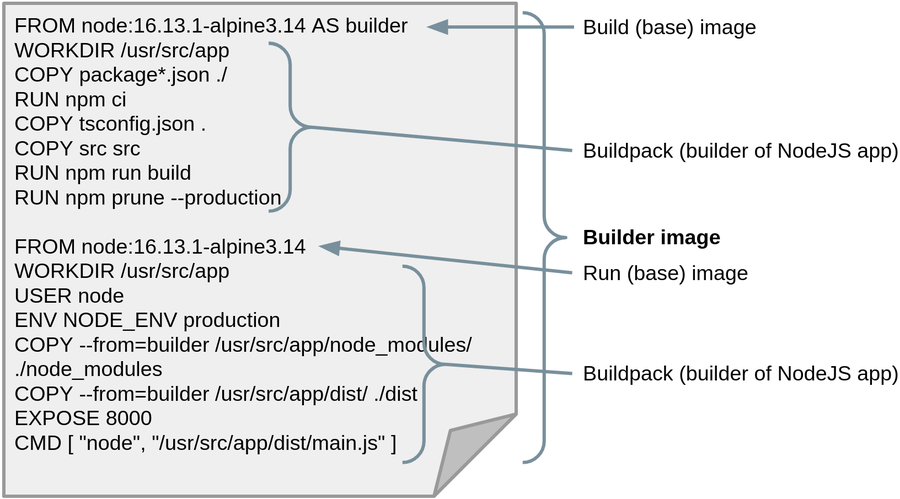 FROM node:16.13.1-alpine3.14 AS builder
WORKDIR /usr/src/app
COPY package*.json ./
RUN npm ci
COPY tsconfig.json .
COPY src src
RUN npm run build
RUN npm prune --production
FROM node:16.13.1-alpine3.14
WORKDIR /usr/src/app
USER node
ENV NODE_ENV production
COPY --from=builder /usr/src/app/node_modules/
./node_modules
COPY --from=builder /usr/src/app/dist/ ./dist
EXPOSE 8000
CMD [ "node", "/usr/src/app/dist/main.js" ]
Build (base) image
Buildpack (builder of NodeJS app)
Builder image
Run (base) image
Buildpack (builder of NodeJS app)